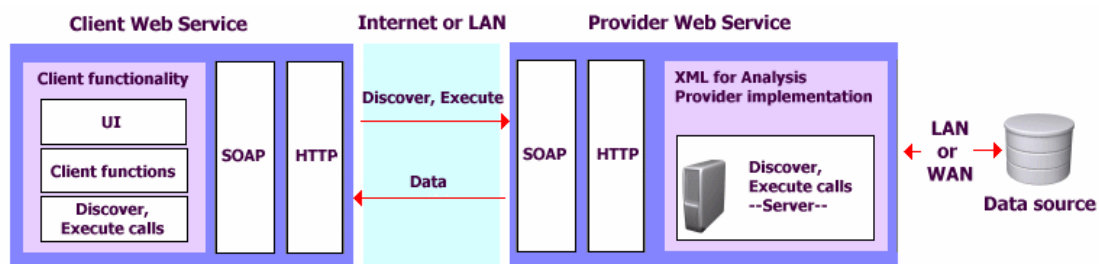 Client Web Service
Internet or LAN
Provider Web Service
Client functionality
UI
Client functions
Discover,
Execute calls
SOAP
HTTP
Discover, Execute
Data
SOAP
HTTP
XML for Analysis
Provider implementation
Discover,
Execute calls
--Server--
LAN
or
WAN
Data source